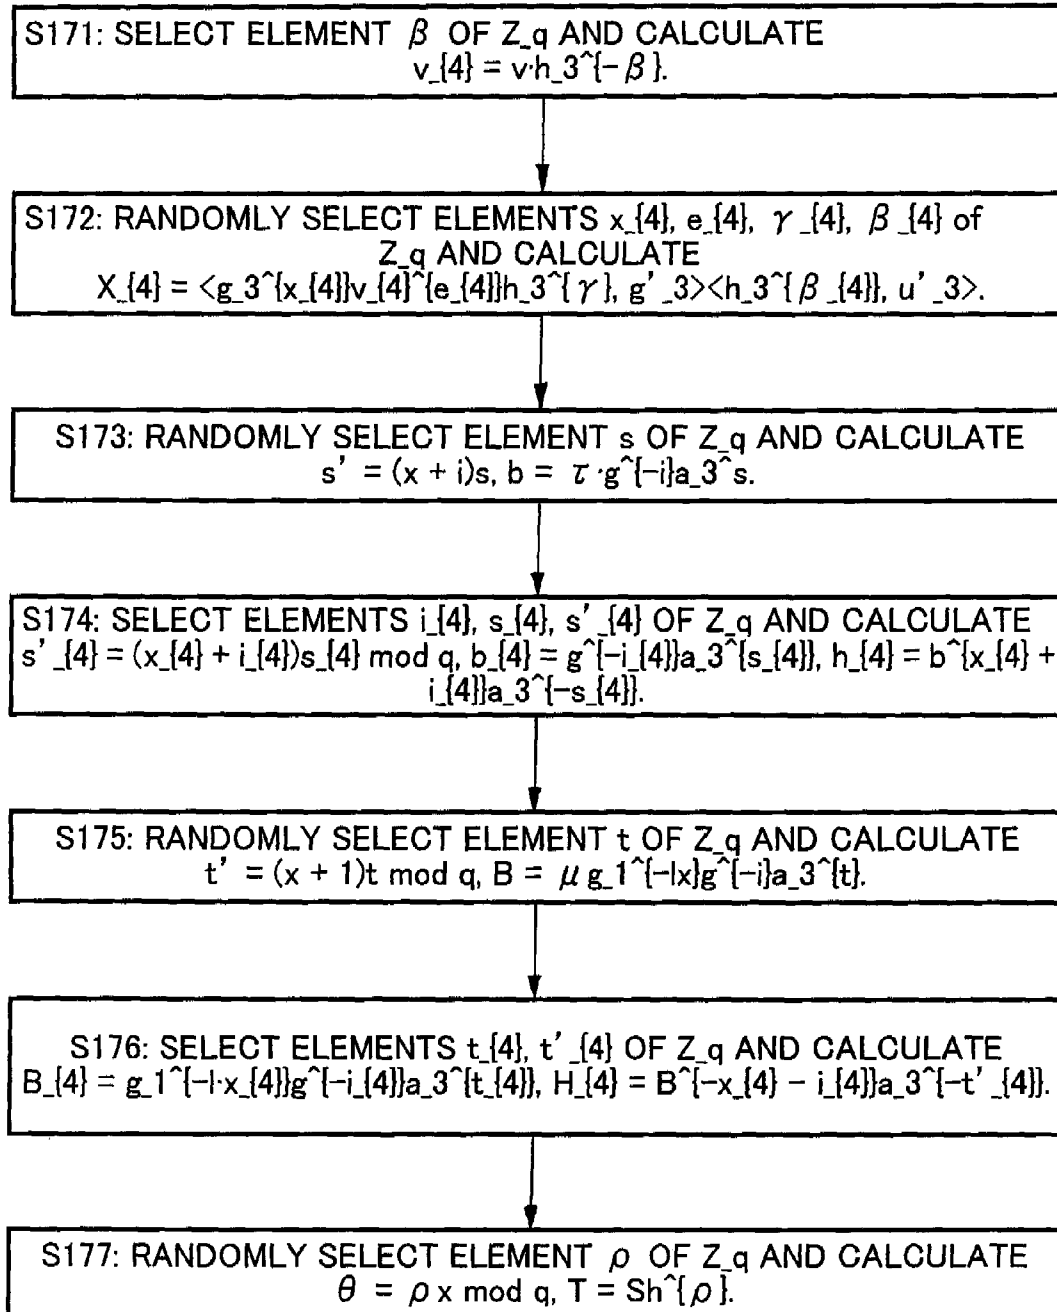 S171: SELECT ELEMENT β OF Z_q AND CALCULATE
v_{4} = v·h_3^{-β}.
S172: RANDOMLY SELECT ELEMENTS x_{4}, e_{4}, γ_{4}, β_{4} of
Z_q AND CALCULATE
X_{4} = <g_3^{x_{4}}v_{4}^{e_{4}}h_3^{γ}, g'_3><h_3^{β_{4}}, u'_3>.
S173: RANDOMLY SELECT ELEMENT s OF Z_q AND CALCULATE
s' = (x + i)s, b = τ·g^{-i}a_3^s.
S174: SELECT ELEMENTS i_{4}, s_{4}, s'_{4} OF Z_q AND CALCULATE
s'_{4} = (x_{4} + i_{4})s_{4} mod q, b_{4} = g^{-i_{4}}a_3^{s_{4}}, h_{4} = b^{x_{4} +
i_{4}}a_3^{-s_{4}}.
S175: RANDOMLY SELECT ELEMENT t OF Z_q AND CALCULATE
t' = (x + 1)t mod q, B = μg_1^{-lx}g^{-i}a_3^{t}.
S176: SELECT ELEMENTS t_{4}, t'_{4} OF Z_q AND CALCULATE
B_{4} = g_1^{-l·x_{4}}g^{-i_{4}}a_3^{t_{4}}, H_{4} = B^{-x_{4} - i_{4}}a_3^{-t'_{4}}.
S177: RANDOMLY SELECT ELEMENT ρ OF Z_q AND CALCULATE
θ = ρx mod q, T = Sh^{ρ}.